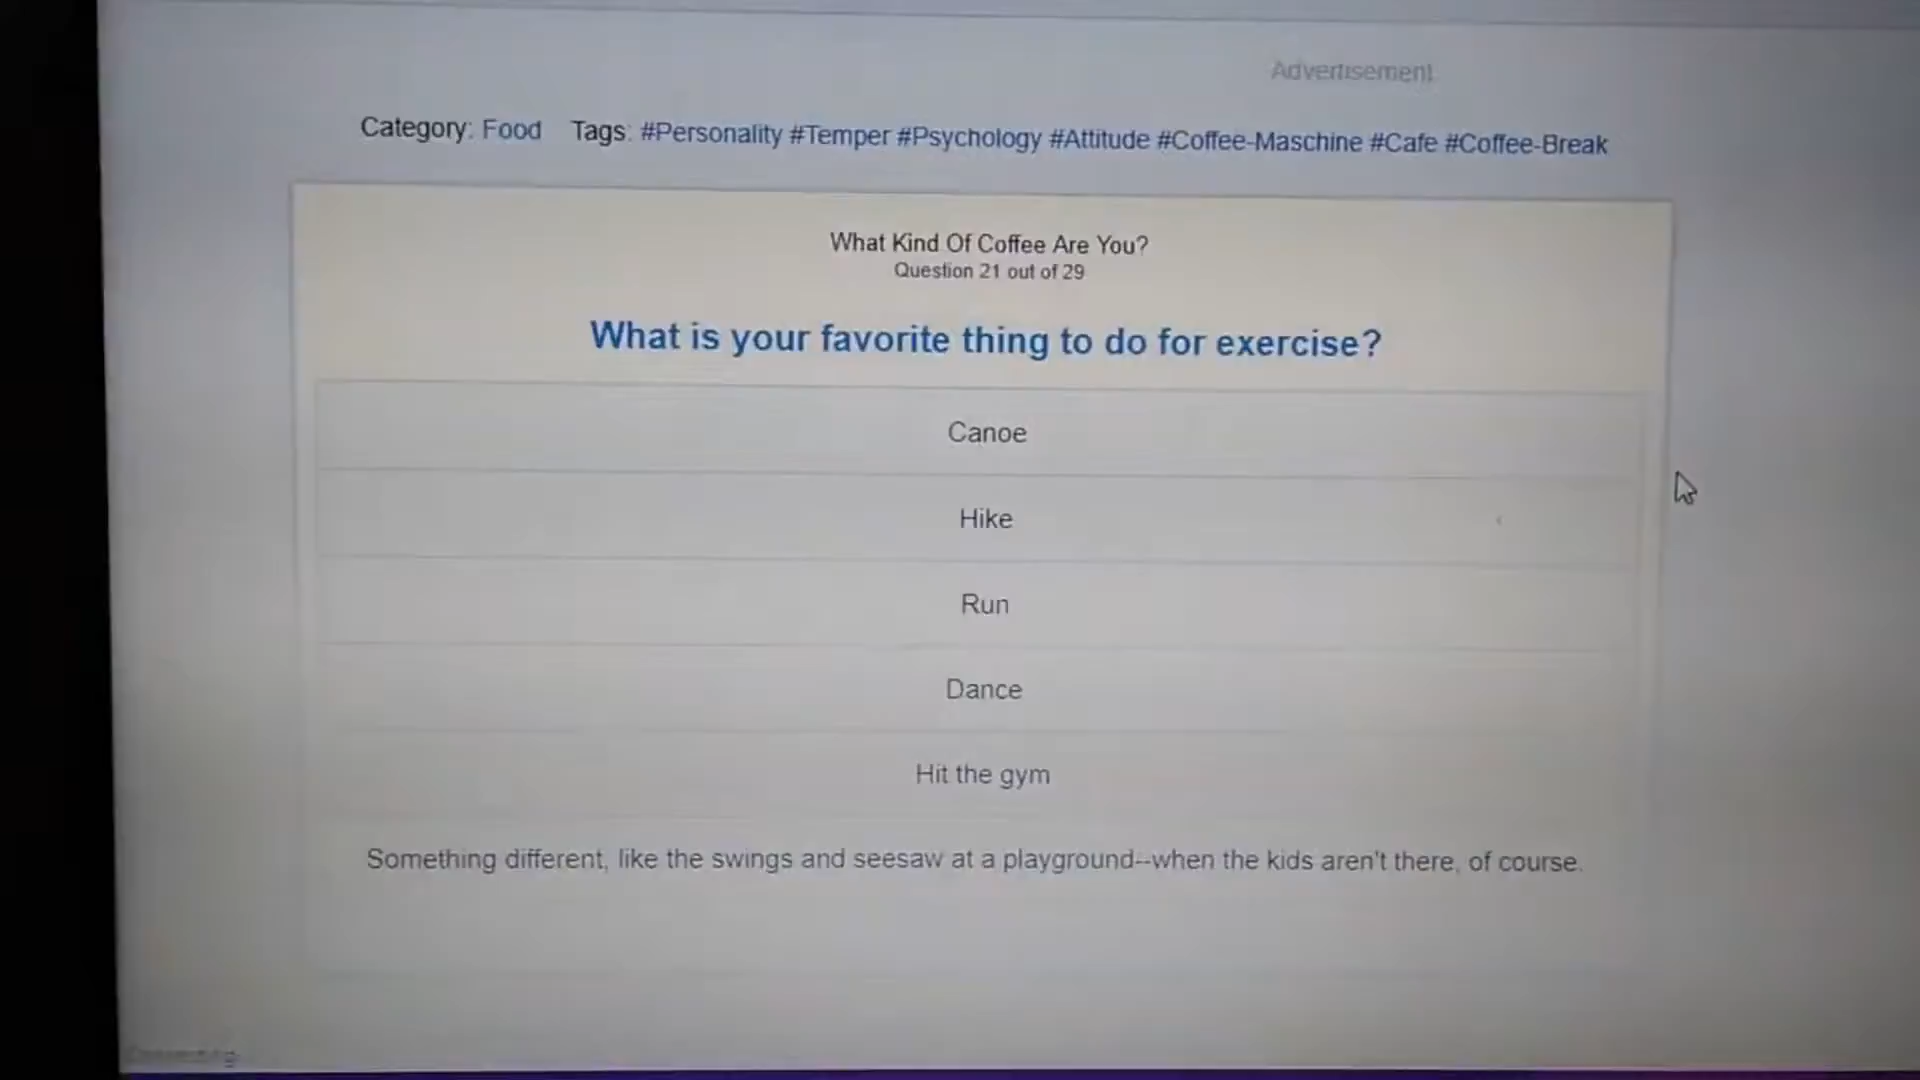 Advertisement
Category: Food Tags: #Personality #Temper #Psychology #Attitude #Coffee-Maschine #Cafe #Coffee-Break
What Kind Of Coffee Are You?
Question 21 out of 29
What is your favorite thing to do for exercise?
Canoe
Hike
Run
Dance
Hit the gym
Something different, like the swings and seesaw at a playground--when the kids aren't there, of course.